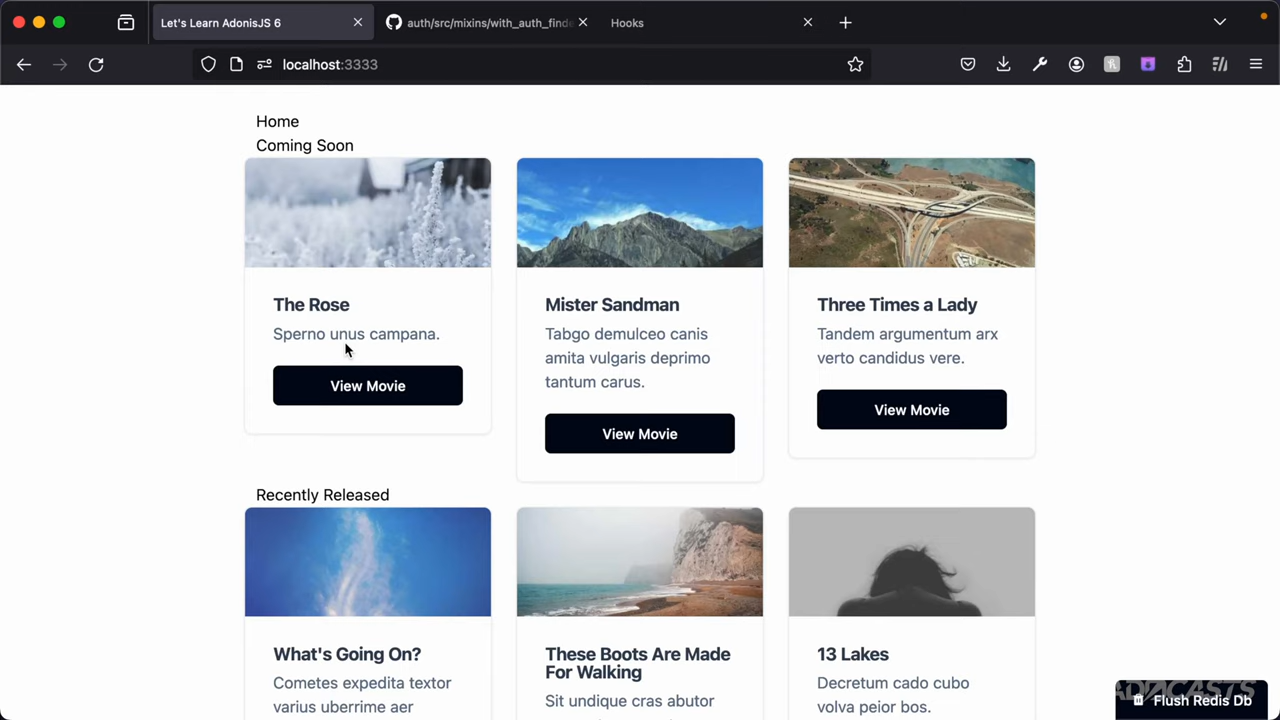 Let's Learn AdonisJS 6
auth/src/mixins/with_auth_finde
Hooks
localhost:3333
Home
Coming Soon
The Rose
Sperno unus campana.
View Movie
Mister Sandman
Tabgo demulceo canis
amita vulgaris deprimo
tantum carus.
View Movie
Three Times a Lady
Tandem argumentum arx
verto candidus vere.
View Movie
Recently Released
What's Going On?
Cometes expedita textor
varius uberrime aer
These Boots Are Made
For Walking
Sit undique cras abutor
13 Lakes
Decretum cado cubo
volva peior bos.
ADOCASTS
Flush Redis Db